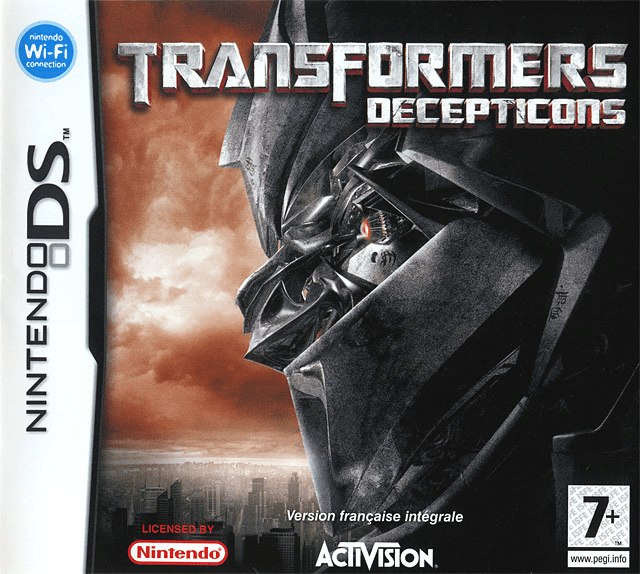 nintendo
Wi-Fi
connection
TRANSFORMERS
DECEPTICONS
NINTENDO DS™
Version française intégrale
LICENSED BY
Nintendo
ACTIVISION
7+
™
www.pegi.info